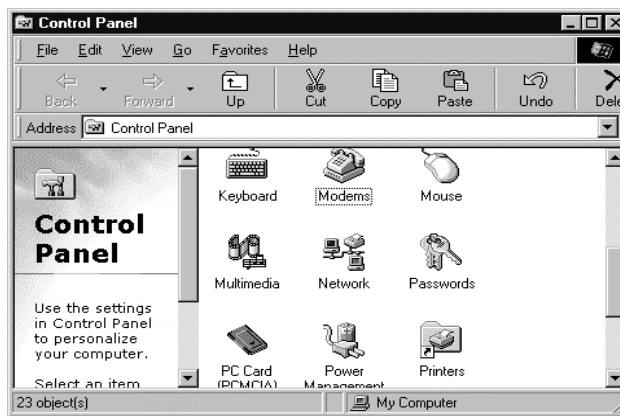 Control Panel
File Edit View Go Favorites Help
Back Forward Up Cut Copy Paste Undo Dele
Address Control Panel
Keyboard Modems Mouse
Control
Panel
Multimedia Network Passwords
Use the settings
in Control Panel
to personalize
your computer.
Select an item
PC Card
(PCMCIA)
Power
Management
Printers
23 object(s) My Computer